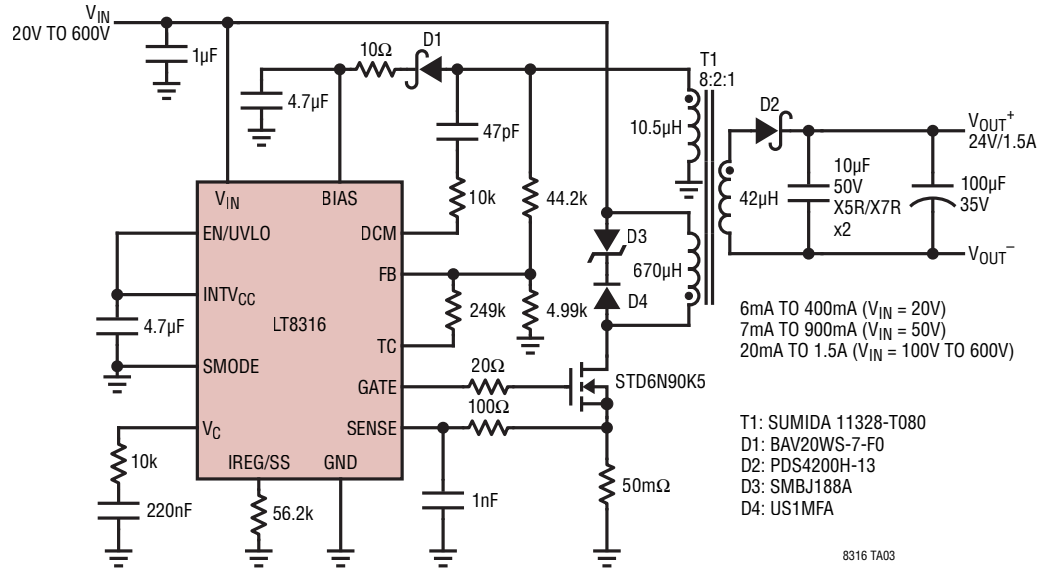 V_IN
20V TO 600V
1µF
4.7µF
10Ω
D1
47pF
10k
44.2k
T1
8:2:1
10.5µH
D2
V_OUT+
24V/1.5A
42µH
10µF
50V
X5R/X7R
x2
100µF
35V
V_OUT–
V_IN
BIAS
EN/UVLO
DCM
INTV_CC
FB
LT8316
4.7µF
SMODE
TC
GATE
V_C
SENSE
IREG/SS
GND
249k
4.99k
D3
D4
670µH
20Ω
100Ω
STD6N90K5
10k
220nF
56.2k
1nF
50mΩ
6mA TO 400mA (V_IN = 20V)
7mA TO 900mA (V_IN = 50V)
20mA TO 1.5A (V_IN = 100V TO 600V)
T1: SUMIDA 11328-T080
D1: BAV20WS-7-F0
D2: PDS4200H-13
D3: SMBJ188A
D4: US1MFA
8316 TA03